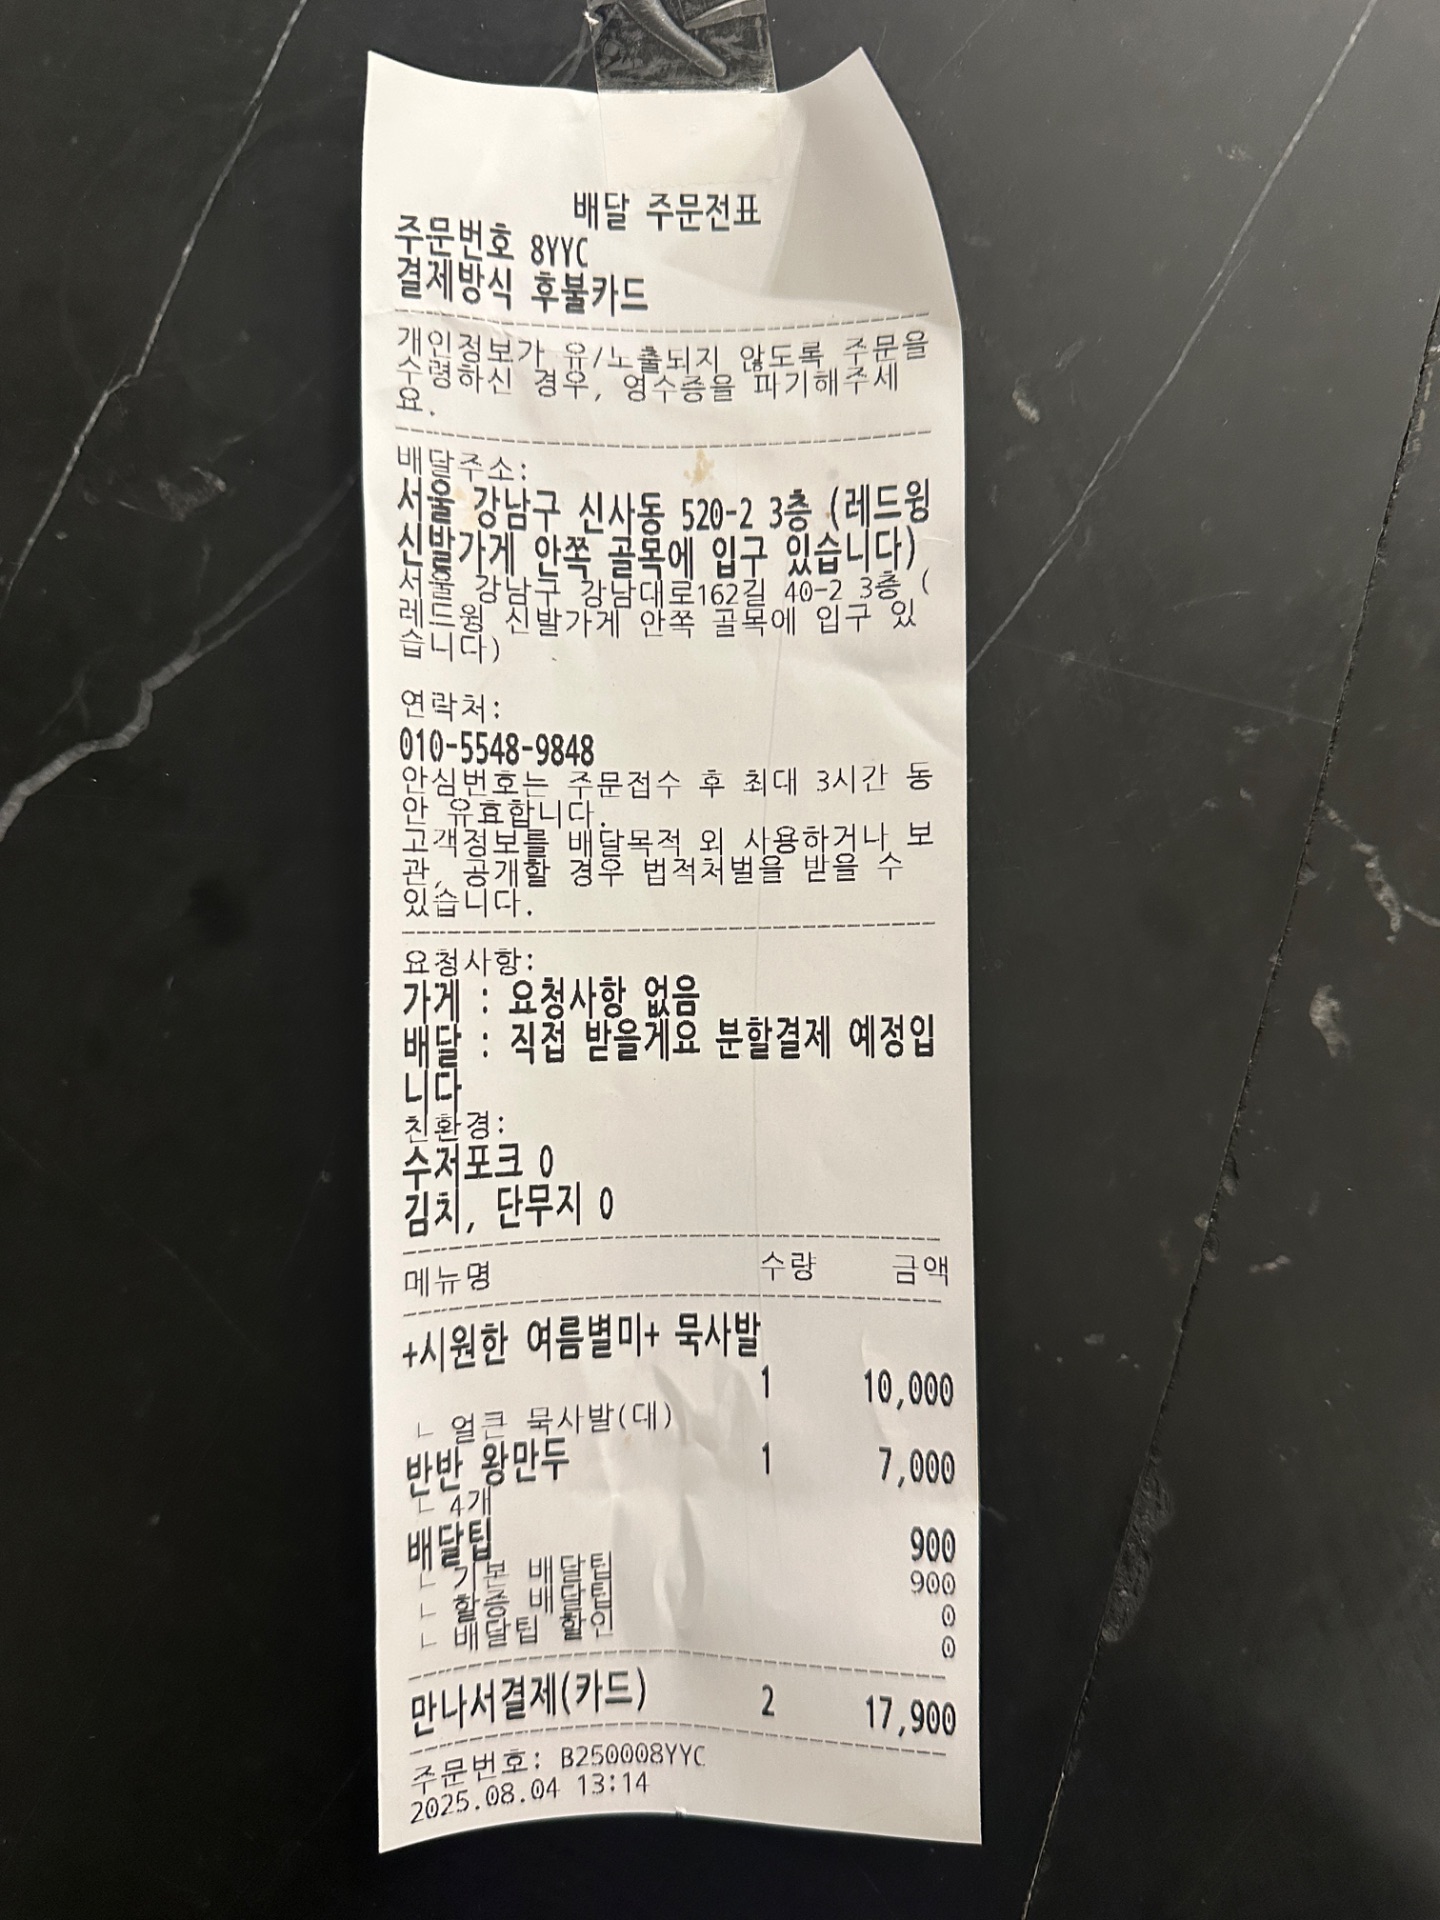 배달 주문전표
주문번호 8YYC
결제방식 후불카드
개인정보가 유/노출되지 않도록 주문을
수령하신 경우, 영수증을 파기해주세
요.
배달주소:
서울 강남구 신사동 520-2 3층 (레드윙
신발가게 안쪽 골목에 입구 있습니다)
서울 강남구 강남대로162길 40-2 3층 (
레드윙 신발가게 안쪽 골목에 입구 있
습니다)
연락처:
010-5548-9848
안심번호는 주문접수 후 최대 3시간 동
안 유효합니다.
고객정보를 배달목적 외 사용하거나 보
관, 공개할 경우 법적처벌을 받을 수
있습니다.
요청사항:
가게 : 요청사항 없음
배달 : 직접 받을게요 분할결제 예정입
니다
친환경:
수저포크 0
김치, 단무지 0
메뉴명 수량 금액
+시원한 여름별미+ 묵사발
1 10,000
ㄴ 얼큰 묵사발(대)
반반 왕만두 1 7,000
ㄴ 4개
배달팁 900
ㄴ 기본 배달팁 900
ㄴ 할증 배달팁 0
ㄴ 배달팁 할인 0
만나서결제(카드) 2 17,900
주문번호: B250008YYC
2025.08.04 13:14